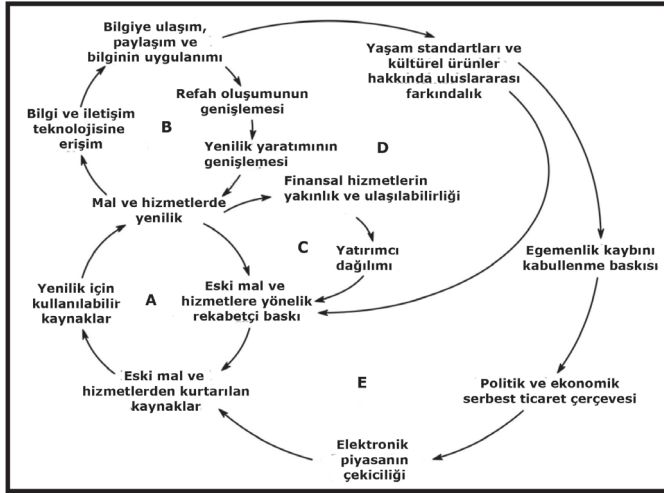 Bilgiye ulaşım,
paylaşım ve
bilginin uygulanımı
Yaşam standartları ve
kültürel ürünler
hakkında uluslararası
farkındalık
Refah oluşumunun
genişlemesi
Bilgi ve iletişim
teknolojisine
erişim
B
Yenilik yaratımının
genişlemesi
D
Finansal hizmetlerin
yakınlık ve ulaşılabilirliği
Mal ve hizmetlerde
yenilik
C
Yatırımcı
dağılımı
Egemenlik kaybını
kabullenme baskısı
Yenilik için
kullanılabilir
kaynaklar
A
Eski mal ve
hizmetlere yönelik
rekabetçi baskı
Eski mal ve
hizmetlerden kurtarılan
kaynaklar
E
Politik ve ekonomik
serbest ticaret çerçevesi
Elektronik
piyasanın
çekiciliği